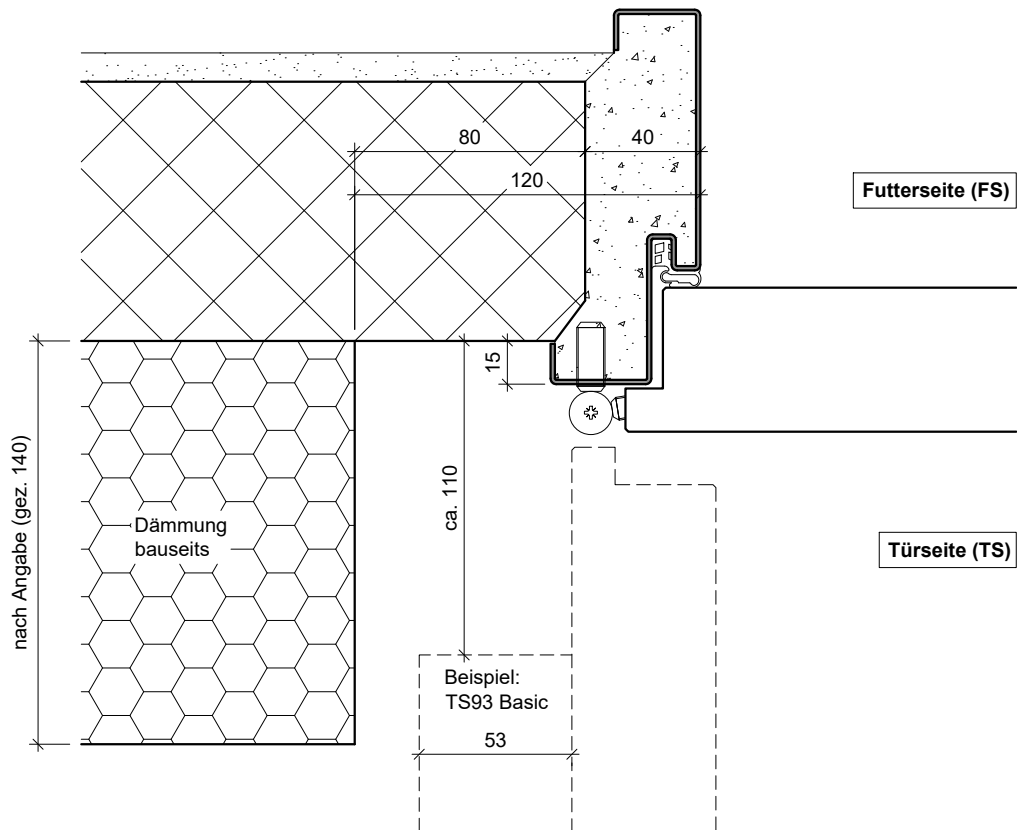 80
40
120
Futterseite (FS)
15
nach Angabe (gez. 140)
ca. 110
Dämmung
bauseits
Türseite (TS)
Beispiel:
TS93 Basic
53